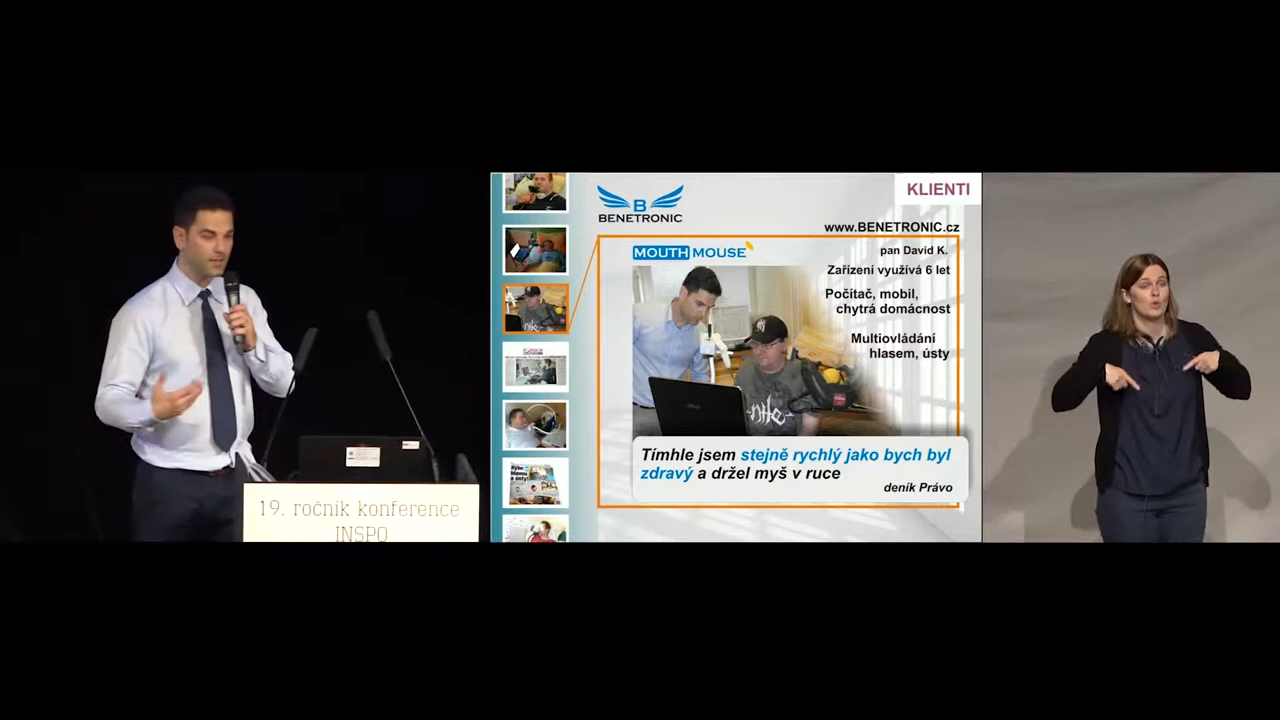 19. ročník konference
INSPO
KLIENTI
B
BENETRONIC
www.BENETRONIC.cz
MOUTH MOUSE
pan David K.
Zařízení využívá 6 let
Počítač, mobil,
chytrá domácnost
Multiovládání
hlasem, ústy
Tímhle jsem stejně rychlý jako bych byl
zdravý a držel myš v ruce
deník Právo
nile